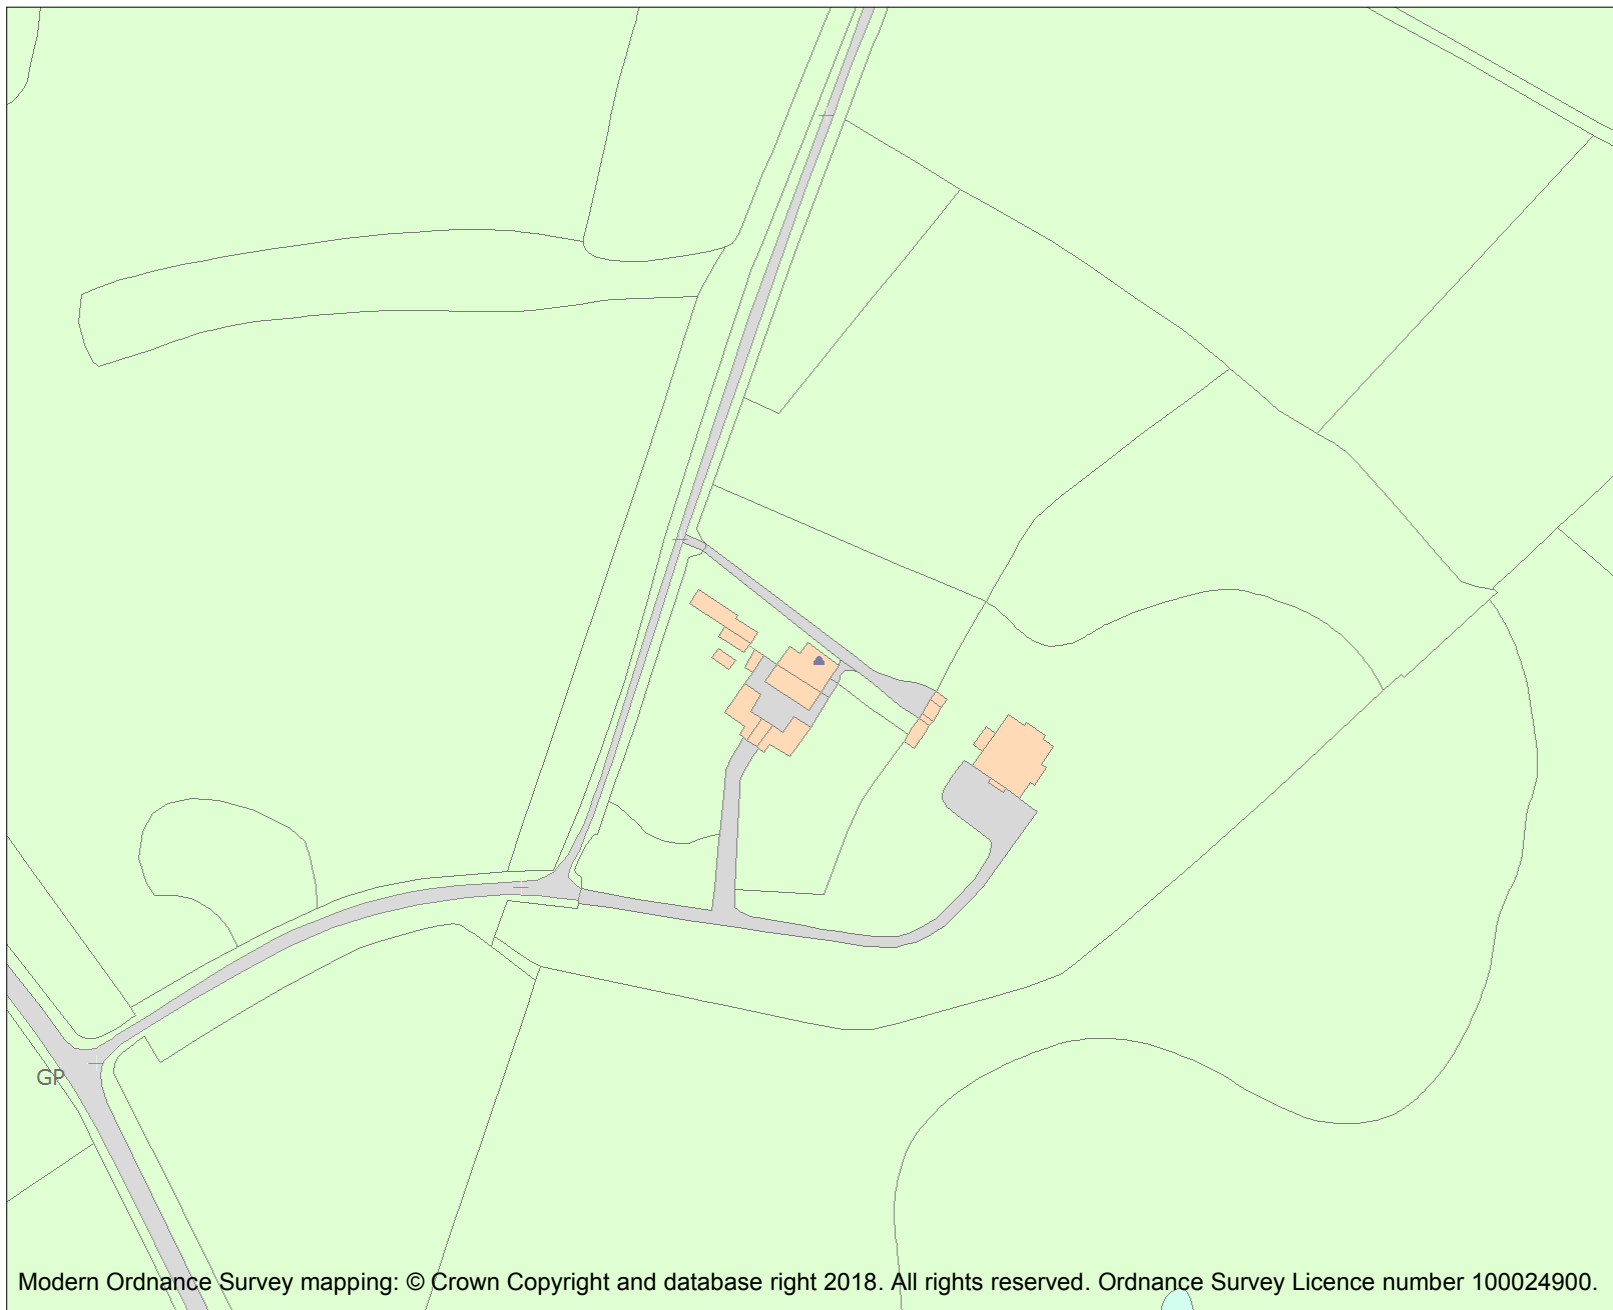 GP
Modern Ordnance Survey mapping: © Crown Copyright and database right 2018. All rights reserved. Ordnance Survey Licence number 100024900.